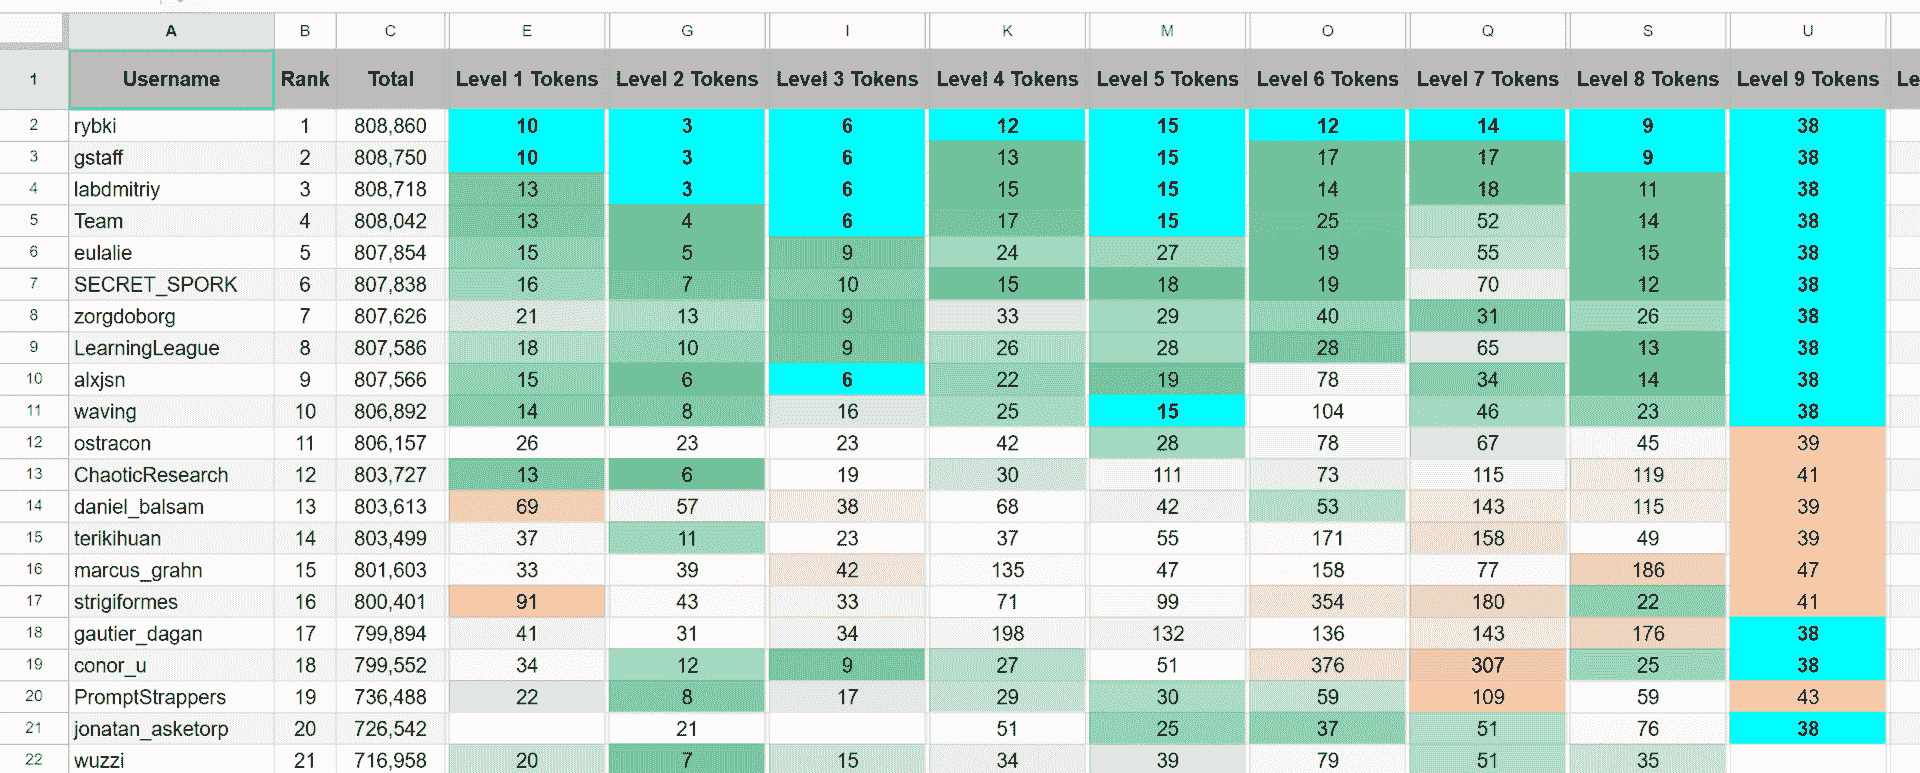 A B C E G I K M O Q S U
1 Username Rank Total Level 1 Tokens Level 2 Tokens Level 3 Tokens Level 4 Tokens Level 5 Tokens Level 6 Tokens Level 7 Tokens Level 8 Tokens Level 9 Tokens Le
2 rybki 1 808,860 10 3 6 12 15 12 14 9 38
3 gstaff 2 808,750 10 3 6 13 15 17 17 9 38
4 labdmitriy 3 808,718 13 3 6 15 15 14 18 11 38
5 Team 4 808,042 13 4 6 17 15 25 52 14 38
6 eulalie 5 807,854 15 5 9 24 27 19 55 15 38
7 SECRET_SPORK 6 807,838 16 7 10 15 18 19 70 12 38
8 zorgdoborg 7 807,626 21 13 9 33 29 40 31 26 38
9 LearningLeague 8 807,586 18 10 9 26 28 28 65 13 38
10 alxjsn 9 807,566 15 6 6 22 19 78 34 14 38
11 waving 10 806,892 14 8 16 25 15 104 46 23 38
12 ostracon 11 806,157 26 23 23 42 28 78 67 45 39
13 ChaoticResearch 12 803,727 13 6 19 30 111 73 115 119 41
14 daniel_balsam 13 803,613 69 57 38 68 42 53 143 115 39
15 terikihuan 14 803,499 37 11 23 37 55 171 158 49 39
16 marcus_grahn 15 801,603 33 39 42 135 47 158 77 186 47
17 strigiformes 16 800,401 91 43 33 71 99 354 180 22 41
18 gautier_dagan 17 799,894 41 31 34 198 132 136 143 176 38
19 conor_u 18 799,552 34 12 9 27 51 376 307 25 38
20 PromptStrappers 19 736,488 22 8 17 29 30 59 109 59 43
21 jonatan_asketorp 20 726,542 21 51 25 37 51 76 38
22 wuzzi 21 716,958 20 7 15 34 39 79 51 35